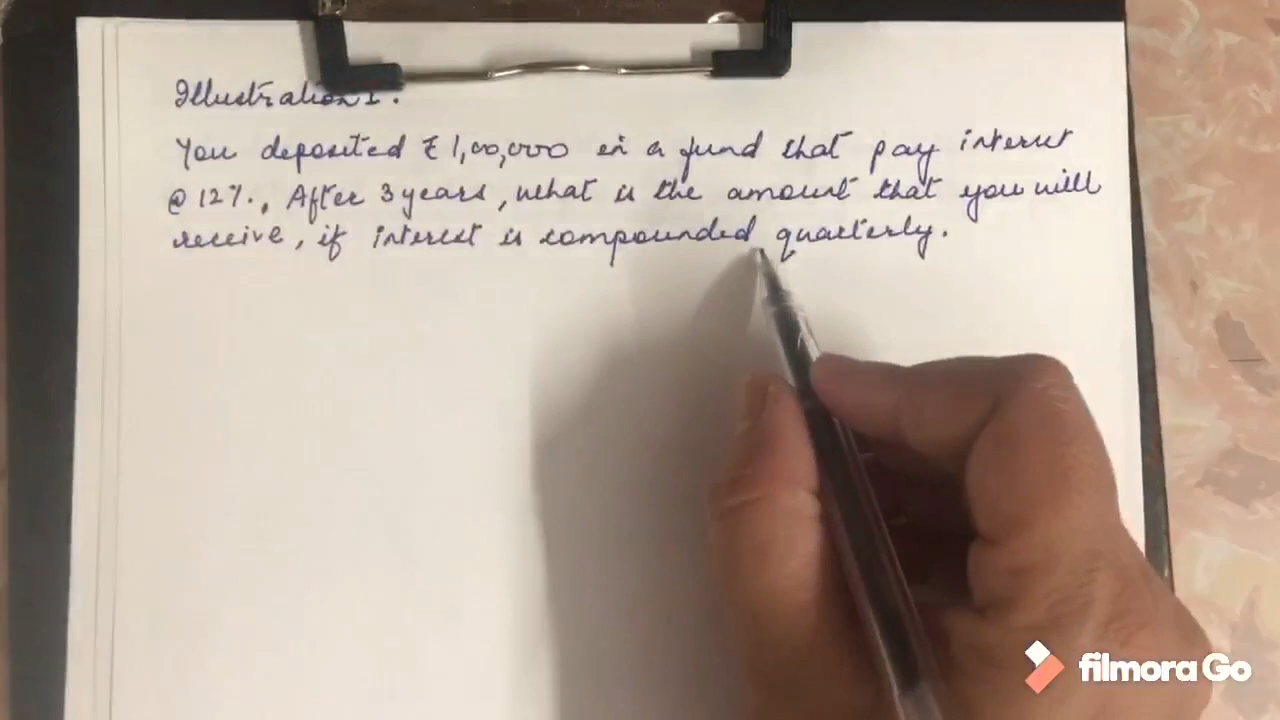 Illustration 1.
You deposited ₹1,00,000 in a fund that pay interest
@ 12%., After 3 years, what is the amount that you will
receive, if interest is compounded quarterly.
filmora Go